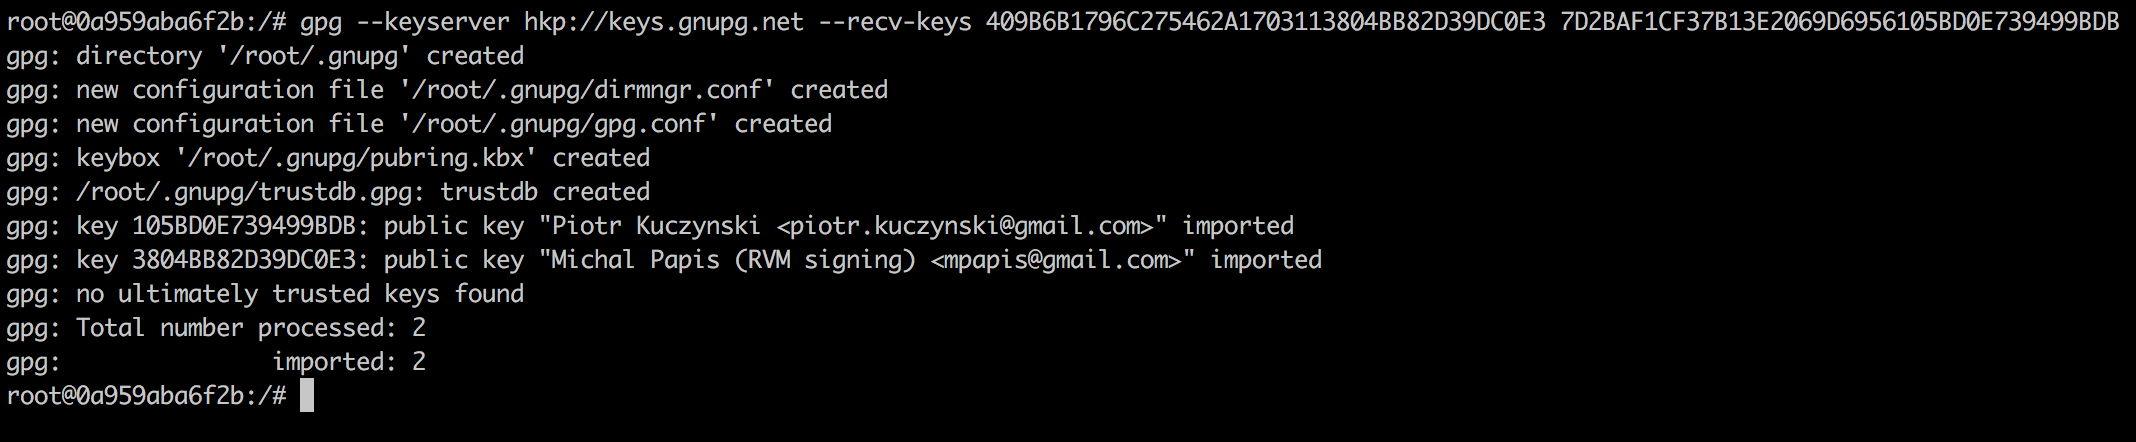 root@0a959aba6f2b:/# gpg --keyserver hkp://keys.gnupg.net --recv-keys 409B6B1796C275462A1703113804BB82D39DC0E3 7D2BAF1CF37B13E2069D6956105BD0E739499BDB
gpg: directory '/root/.gnupg' created
gpg: new configuration file '/root/.gnupg/dirmngr.conf' created
gpg: new configuration file '/root/.gnupg/gpg.conf' created
gpg: keybox '/root/.gnupg/pubring.kbx' created
gpg: /root/.gnupg/trustdb.gpg: trustdb created
gpg: key 105BD0E739499BDB: public key "Piotr Kuczynski <piotr.kuczynski@gmail.com>" imported
gpg: key 3804BB82D39DC0E3: public key "Michal Papis (RVM signing) <mpapis@gmail.com>" imported
gpg: no ultimately trusted keys found
gpg: Total number processed: 2
gpg:               imported: 2
root@0a959aba6f2b:/#